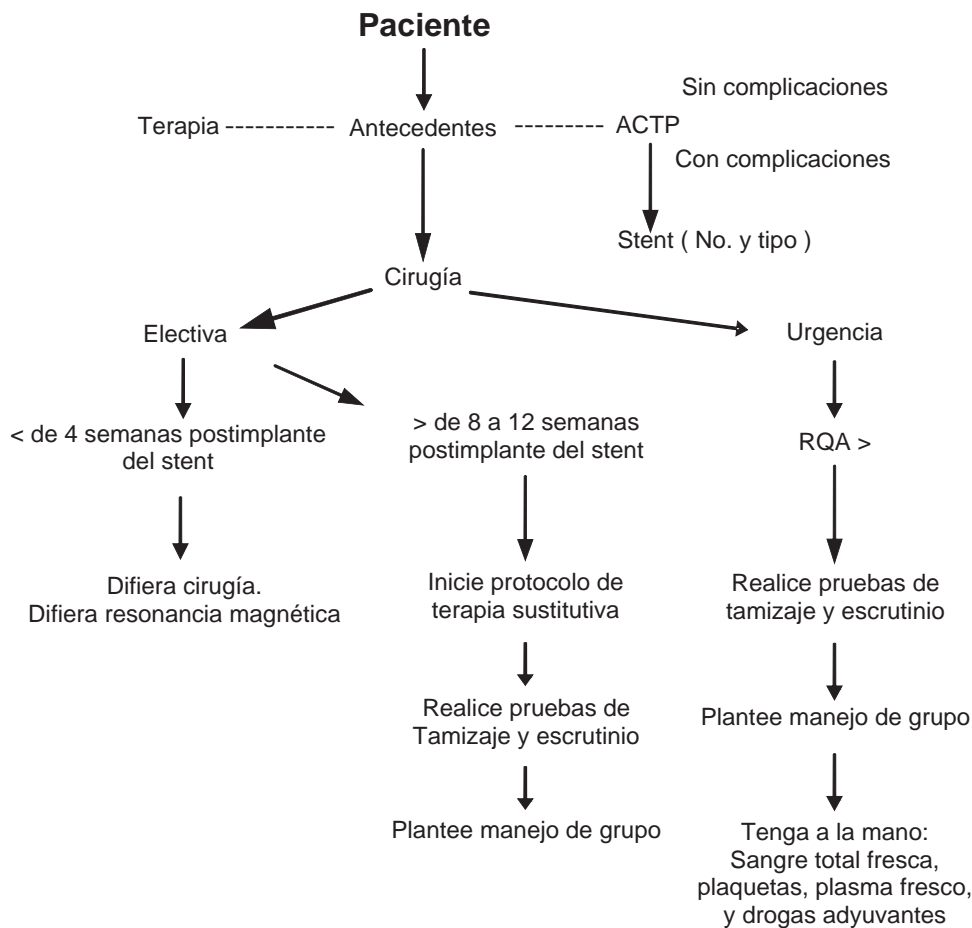 Paciente
Sin complicaciones
Terapia ---------- Antecedentes -------- ACTP
Con complicaciones
Stent ( No. y tipo )
Cirugía
Electiva
Urgencia
< de 4 semanas postimplante
del stent
> de 8 a 12 semanas
postimplante del stent
RQA >
Difiera cirugía.
Difiera resonancia magnética
Inicie protocolo de
terapia sustitutiva
Realice pruebas de
tamizaje y escrutinio
Realice pruebas de
Tamizaje y escrutinio
Plantee manejo de grupo
Plantee manejo de grupo
Tenga a la mano:
Sangre total fresca,
plaquetas, plasma fresco,
y drogas adyuvantes